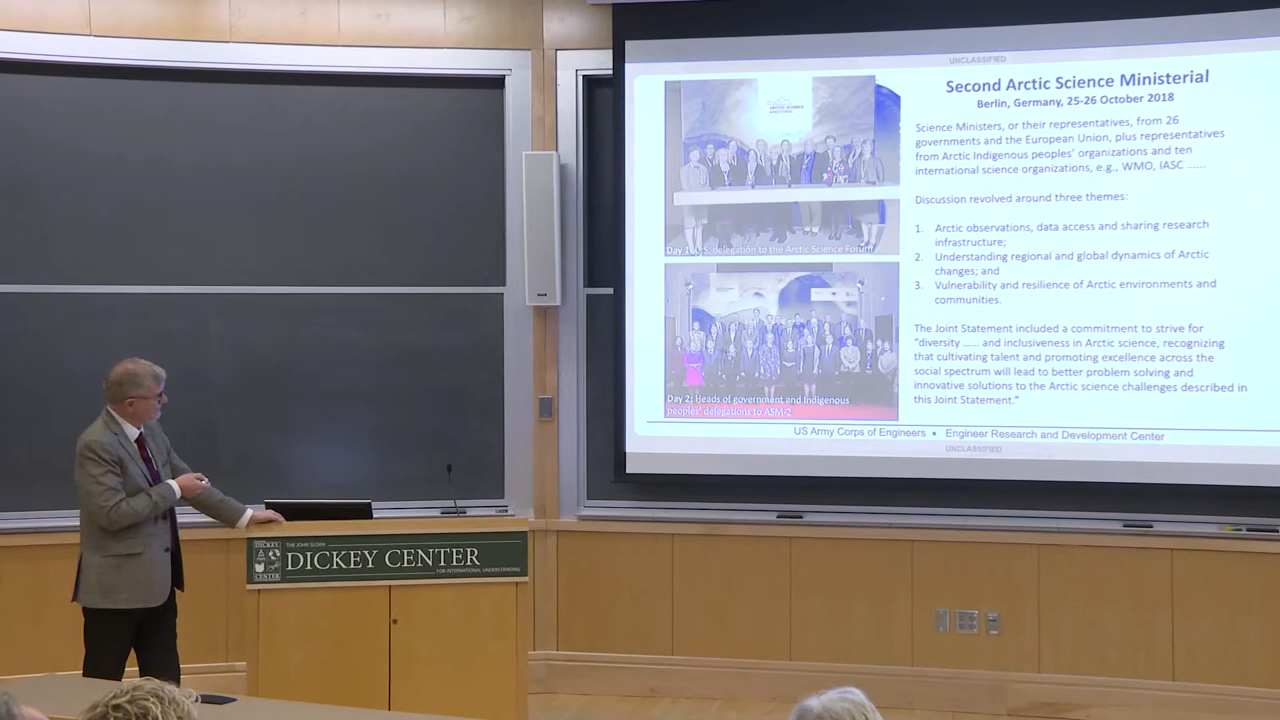 UNCLASSIFIED
Second Arctic Science Ministerial
Berlin, Germany, 25-26 October 2018
Science Ministers, or their representatives, from 26
governments and the European Union, plus representatives
from Arctic Indigenous peoples' organizations and ten
international science organizations, e.g., WMO, IASC ......
Discussion revolved around three themes:
1. Arctic observations, data access and sharing research
infrastructure;
2. Understanding regional and global dynamics of Arctic
changes; and
3. Vulnerability and resilience of Arctic environments and
communities.
The Joint Statement included a commitment to strive for
"diversity ...... and inclusiveness in Arctic science, recognizing
that cultivating talent and promoting excellence across the
social spectrum will lead to better problem solving and
innovative solutions to the Arctic science challenges described in
this Joint Statement."
ARCTIC SCIENCE
MINISTERIAL
Day 1 U.S. delegation to the Arctic Science Forum
Day 2; Heads of government and Indigenous
peoples' delegations to ASM-2
US Army Corps of Engineers • Engineer Research and Development Center
UNCLASSIFIED
DICKEY
CENTER
THE JOHN SLOAN
DICKEY CENTER
FOR INTERNATIONAL UNDERSTANDING